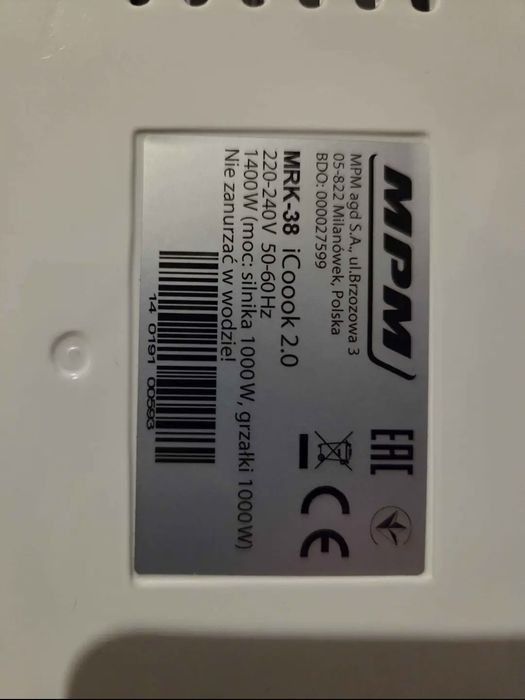 MPM
MPM agd S.A., ul.Brzozowa 3
05-822 Milanówek, Polska
BDO: 000027599
MRK-38 iCoook 2.0
220-240V 50-60Hz
1400W (moc: silnika 1000W, grzałki 1000W)
Nie zanurzać w wodzie!
14 0191 00593
EAC
CE